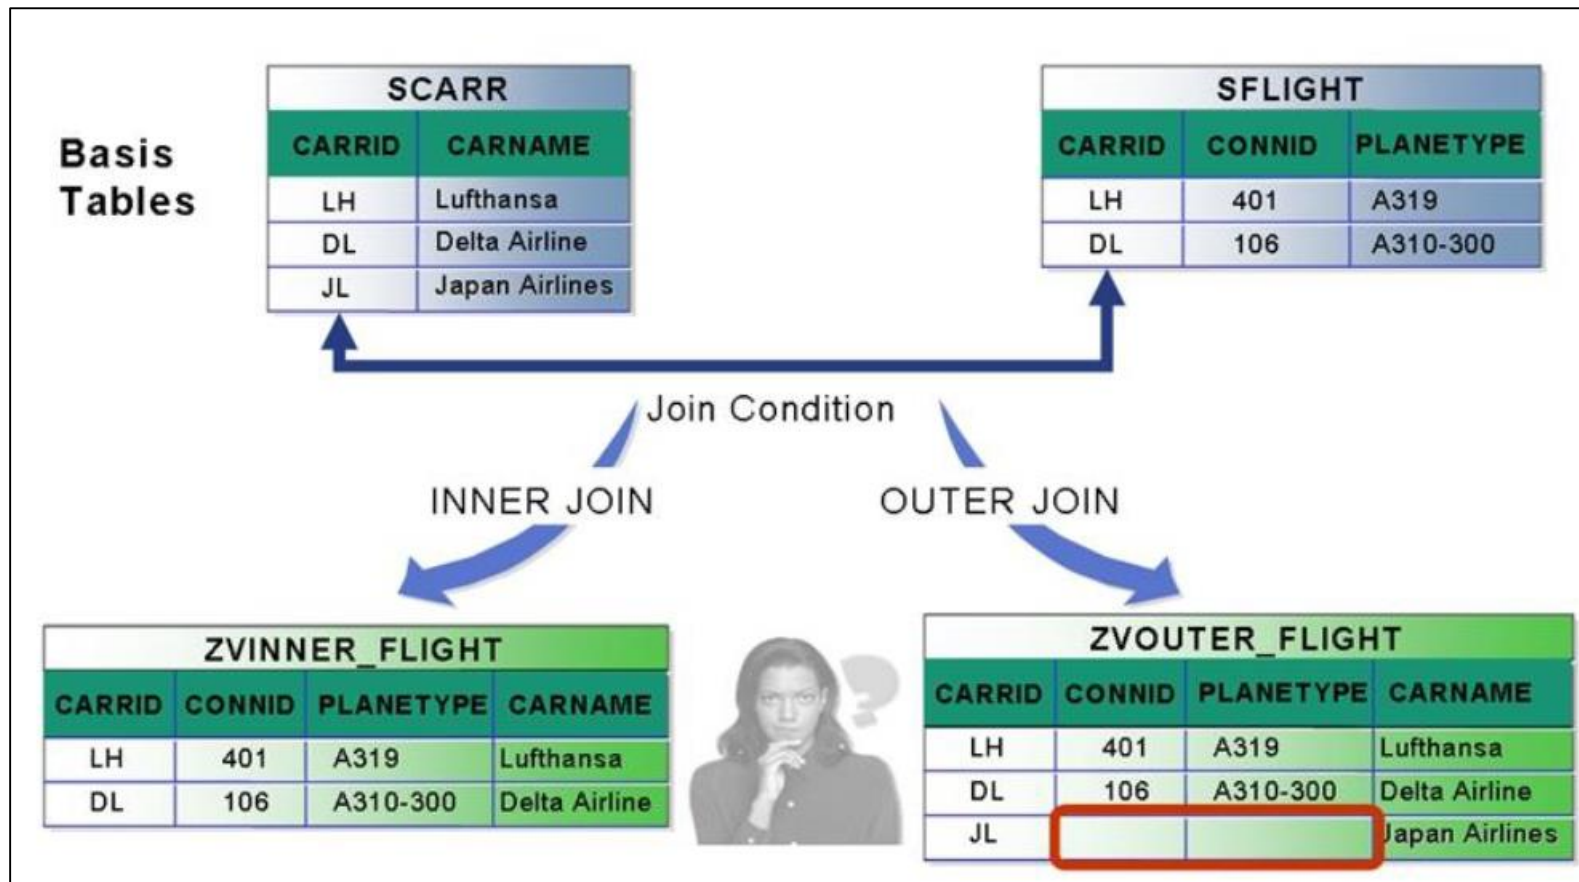 Basis
Tables
SCARR
CARRID CARNAME
LH Lufthansa
DL Delta Airline
JL Japan Airlines
SFLIGHT
CARRID CONNID PLANETYPE
LH 401 A319
DL 106 A310-300
Join Condition
INNER JOIN
OUTER JOIN
ZVINNER_FLIGHT
CARRID CONNID PLANETYPE CARNAME
LH 401 A319 Lufthansa
DL 106 A310-300 Delta Airline
?
ZVOUTER_FLIGHT
CARRID CONNID PLANETYPE CARNAME
LH 401 A319 Lufthansa
DL 106 A310-300 Delta Airline
JL Japan Airlines